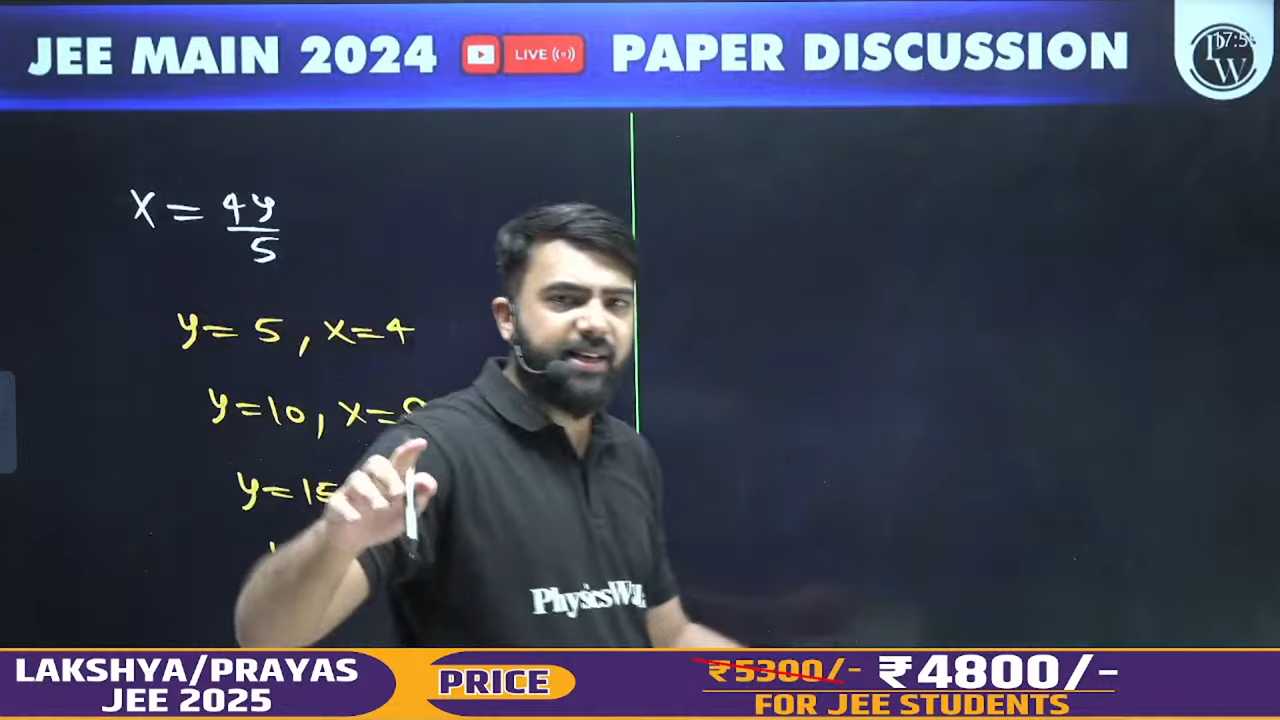 JEE MAIN 2024 LIVE PAPER DISCUSSION
x = 4y/5
y = 5, x = 4
y = 10, x =
y = 15
PhysicsWa
LAKSHYA/PRAYAS
JEE 2025
PRICE
₹5300/- ₹4800/-
FOR JEE STUDENTS